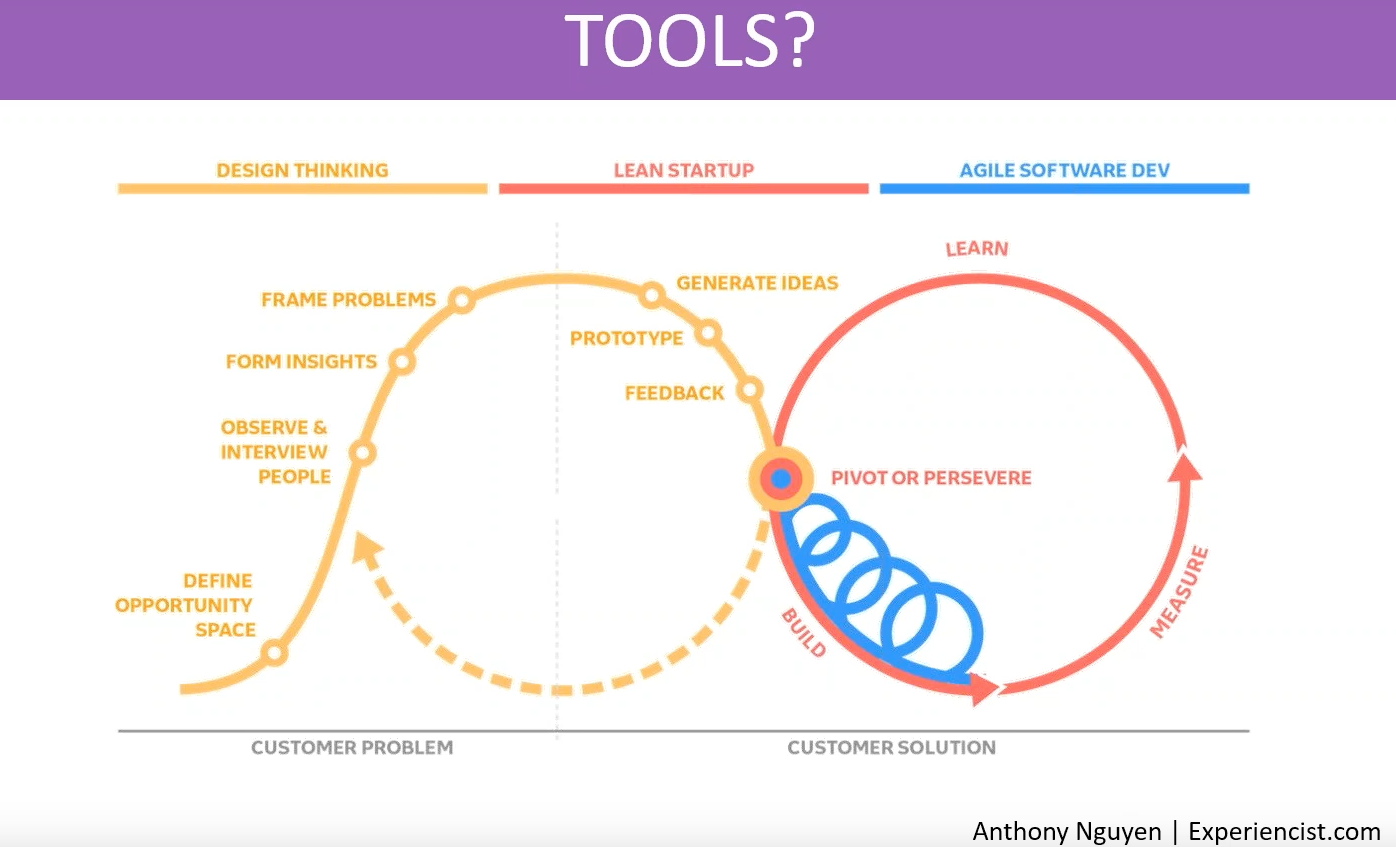 TOOLS?
DESIGN THINKING
LEAN STARTUP
AGILE SOFTWARE DEV
LEARN
FRAME PROBLEMS
GENERATE IDEAS
PROTOTYPE
FORM INSIGHTS
FEEDBACK
OBSERVE &
INTERVIEW
PEOPLE
PIVOT OR PERSEVERE
DEFINE
OPPORTUNITY
SPACE
BUILD
MEASURE
CUSTOMER PROBLEM
CUSTOMER SOLUTION
Anthony Nguyen | Experiencist.com